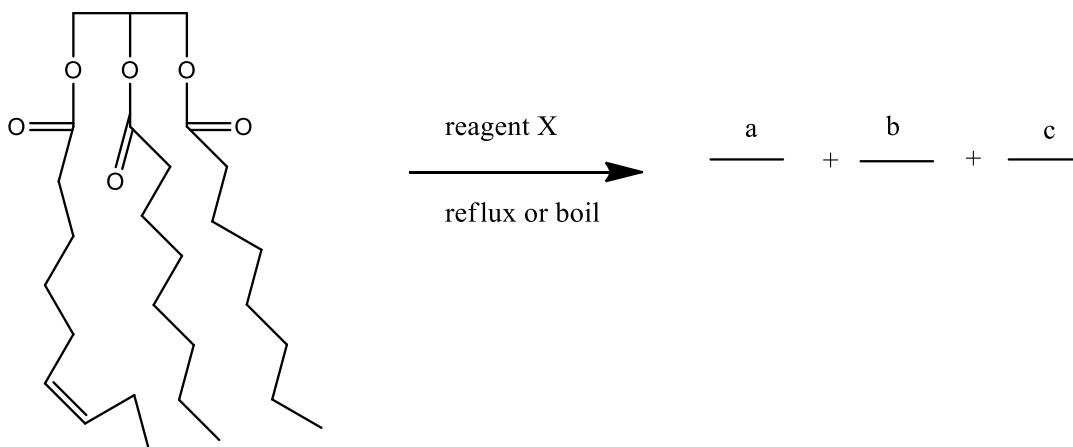 O O O
O O
O
reagent X
reflux or boil
a + b + c